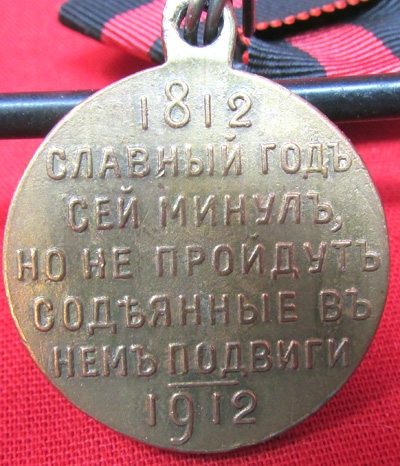 1812
СЛАВНЫЙ ГОДЪ
СЕЙ МИНУЛЪ,
НО НЕ ПРОЙДУТЪ
СОДѢЯННЫЕ ВЪ
НЕМЪ ПОДВИГИ
1912